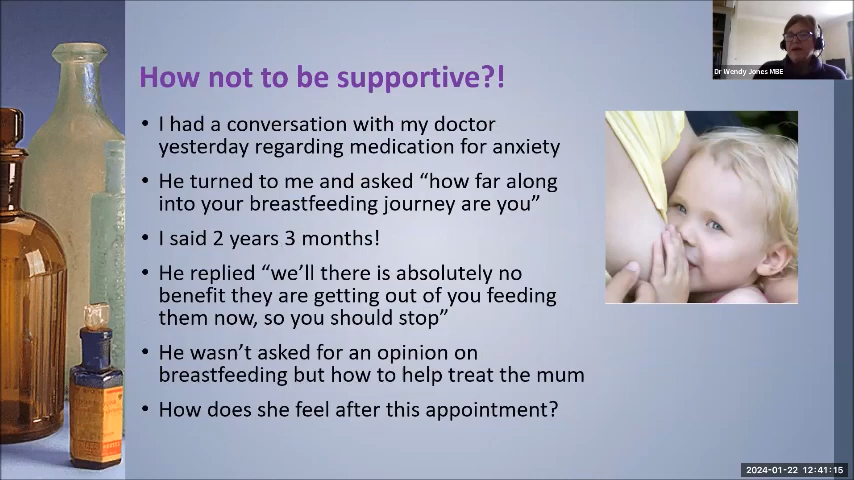 Dr Wendy Jones MBE
How not to be supportive?!
• I had a conversation with my doctor
yesterday regarding medication for anxiety
• He turned to me and asked “how far along
into your breastfeeding journey are you”
• I said 2 years 3 months!
• He replied “we’ll there is absolutely no
benefit they are getting out of you feeding
them now, so you should stop”
• He wasn’t asked for an opinion on
breastfeeding but how to help treat the mum
• How does she feel after this appointment?
2024-01-22 12:41:15